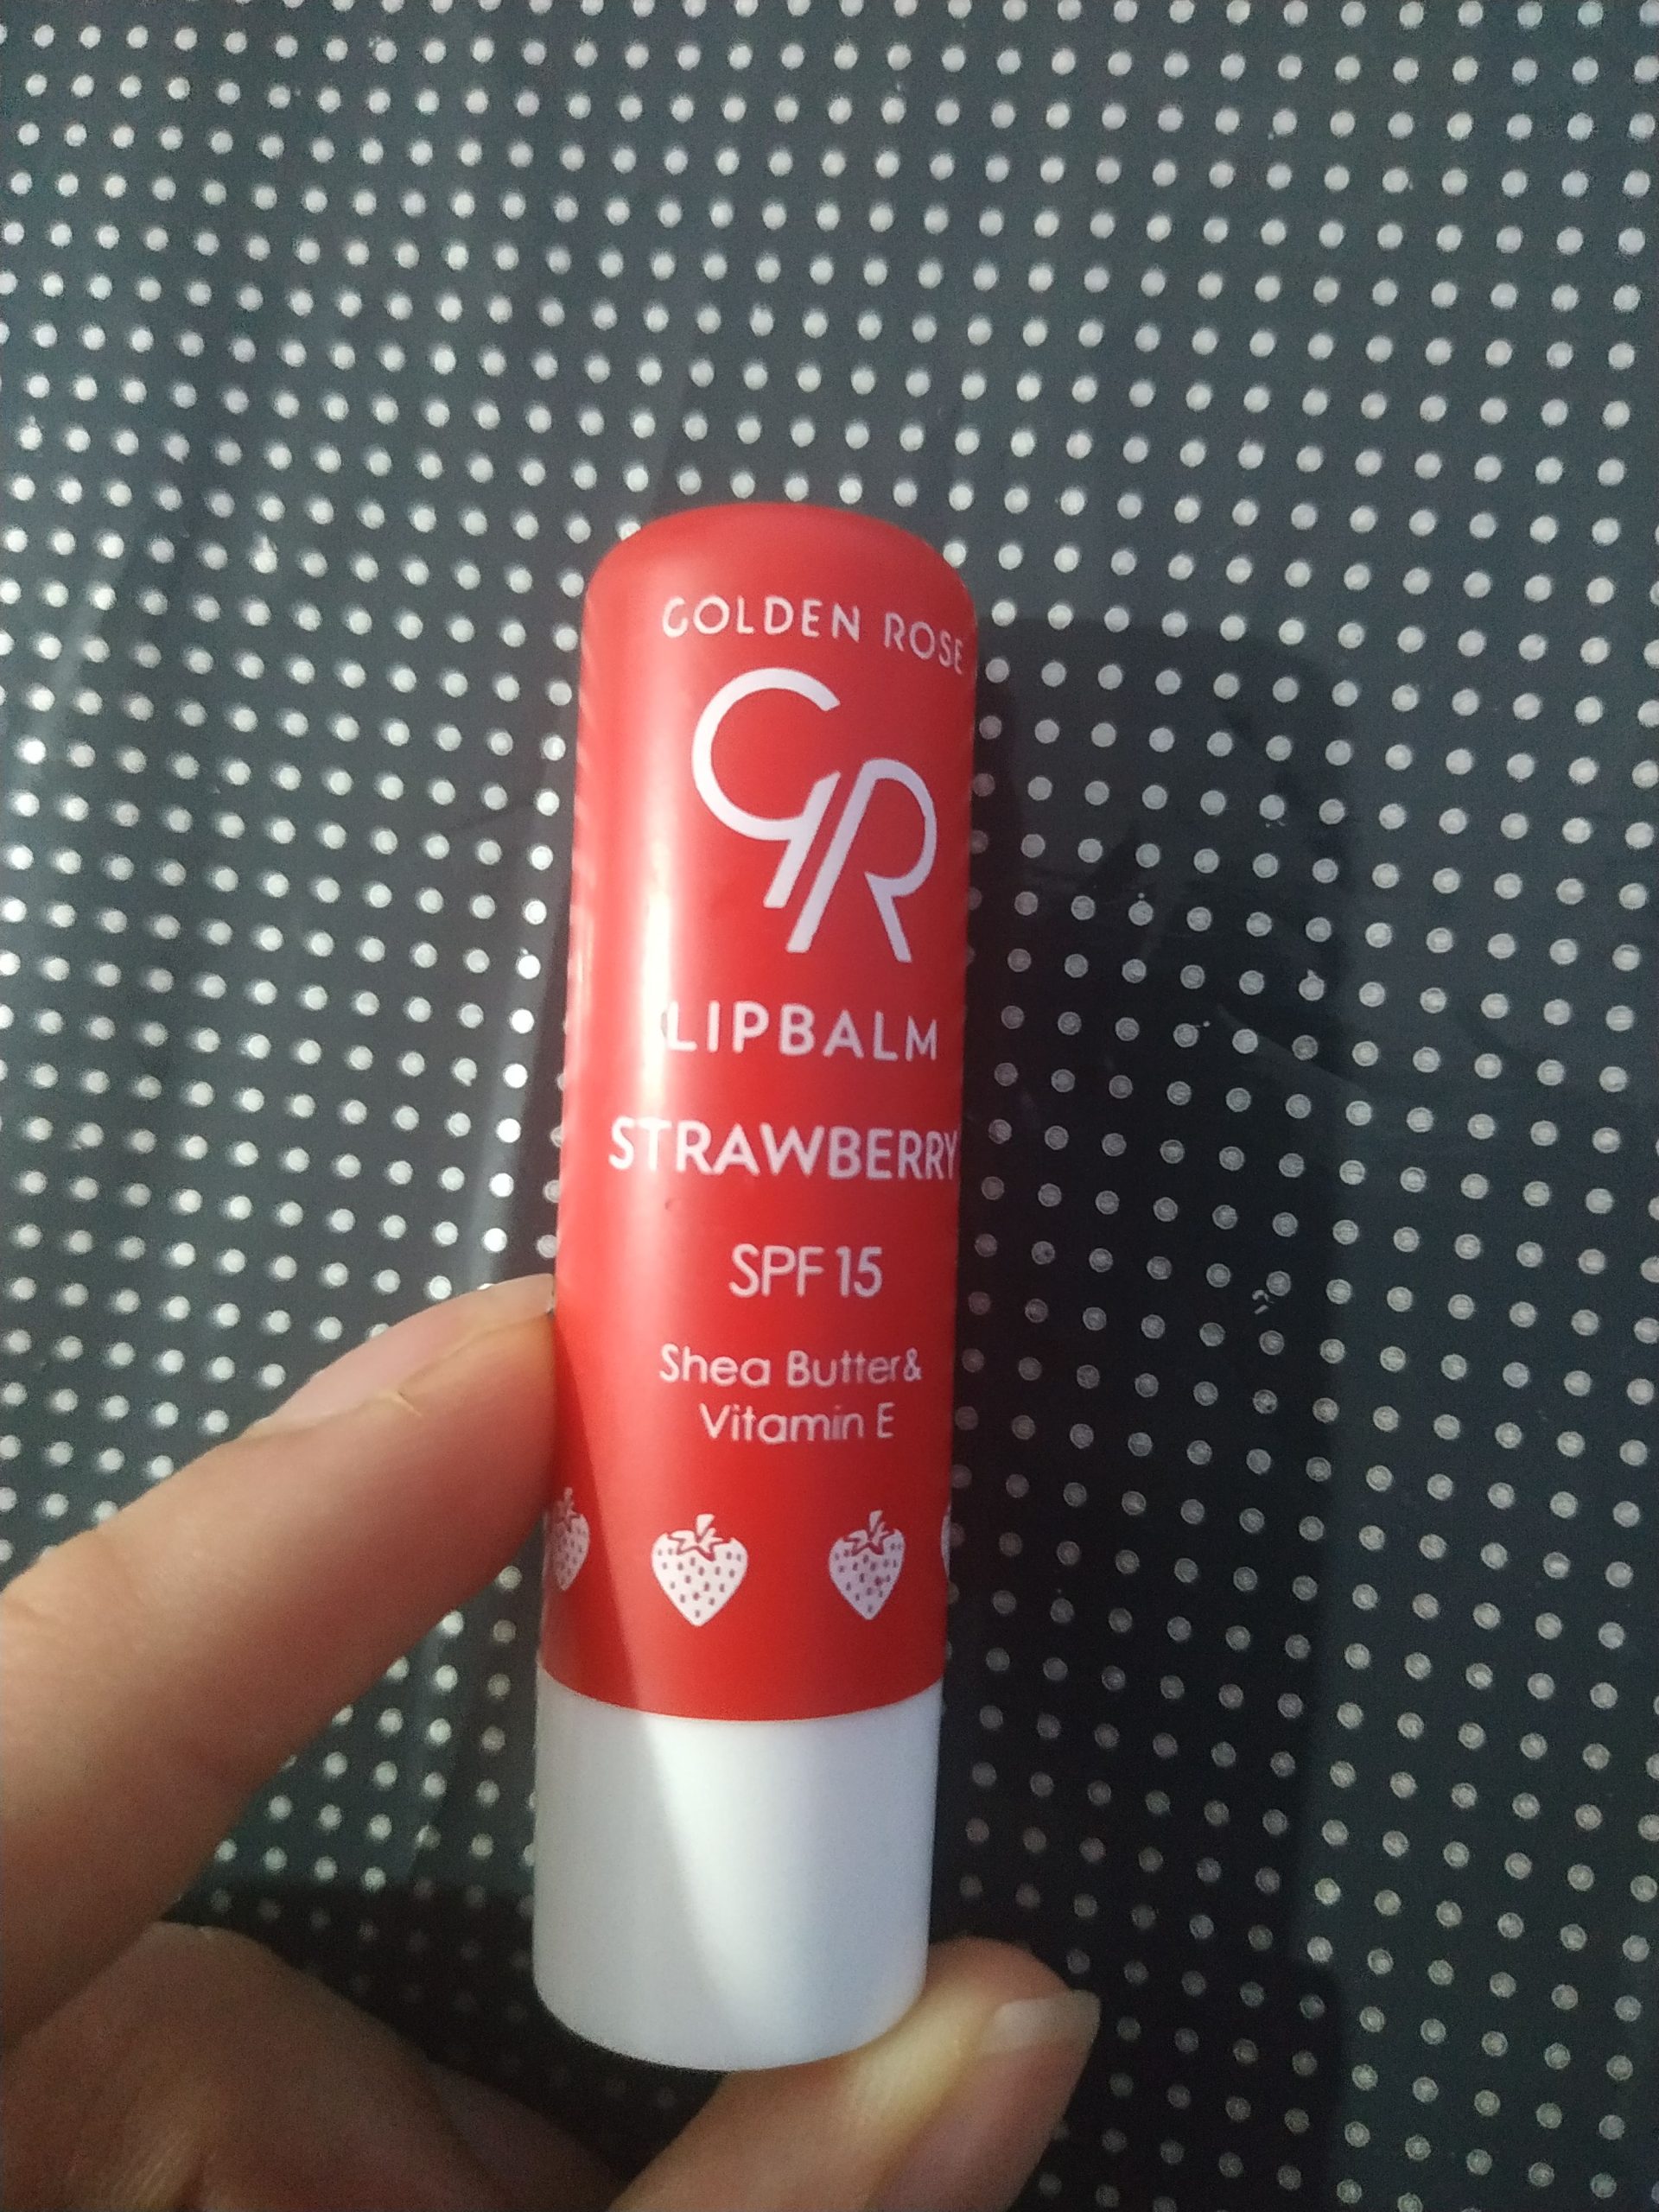 GOLDEN ROSE
GR
LIPBALM
STRAWBERRY
SPF 15
Shea Butter&
Vitamin E